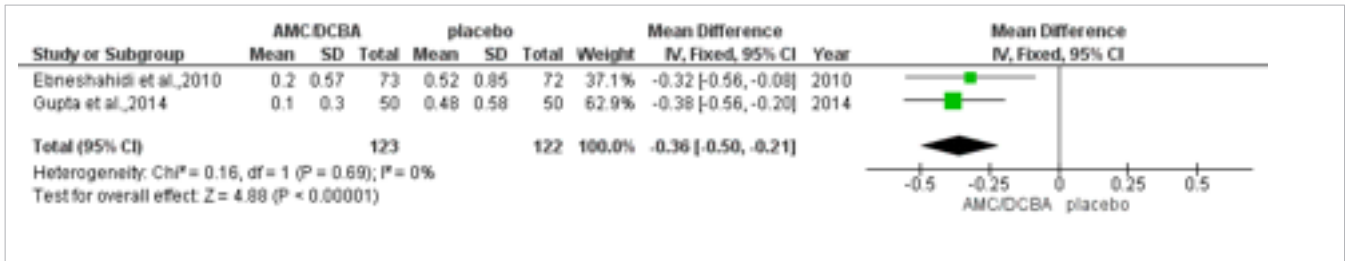 AMC/DCBA placebo Mean Difference Mean Difference
Study or Subgroup Mean SD Total Mean SD Total Weight IV, Fixed, 95% CI Year IV, Fixed, 95% CI
Ebneshahidi et al.,2010 0.2 0.57 73 0.52 0.85 72 37.1% -0.32 [-0.56, -0.08] 2010
Gupta et al.,2014 0.1 0.3 50 0.48 0.58 50 62.9% -0.38 [-0.56, -0.20] 2014
Total (95% CI) 123 122 100.0% -0.36 [-0.50, -0.21]
Heterogeneity: Chi² = 0.16, df = 1 (P = 0.69); I² = 0%
Test for overall effect: Z = 4.88 (P < 0.00001)
-0.5 -0.25 0 0.25 0.5
AMC/DCBA placebo